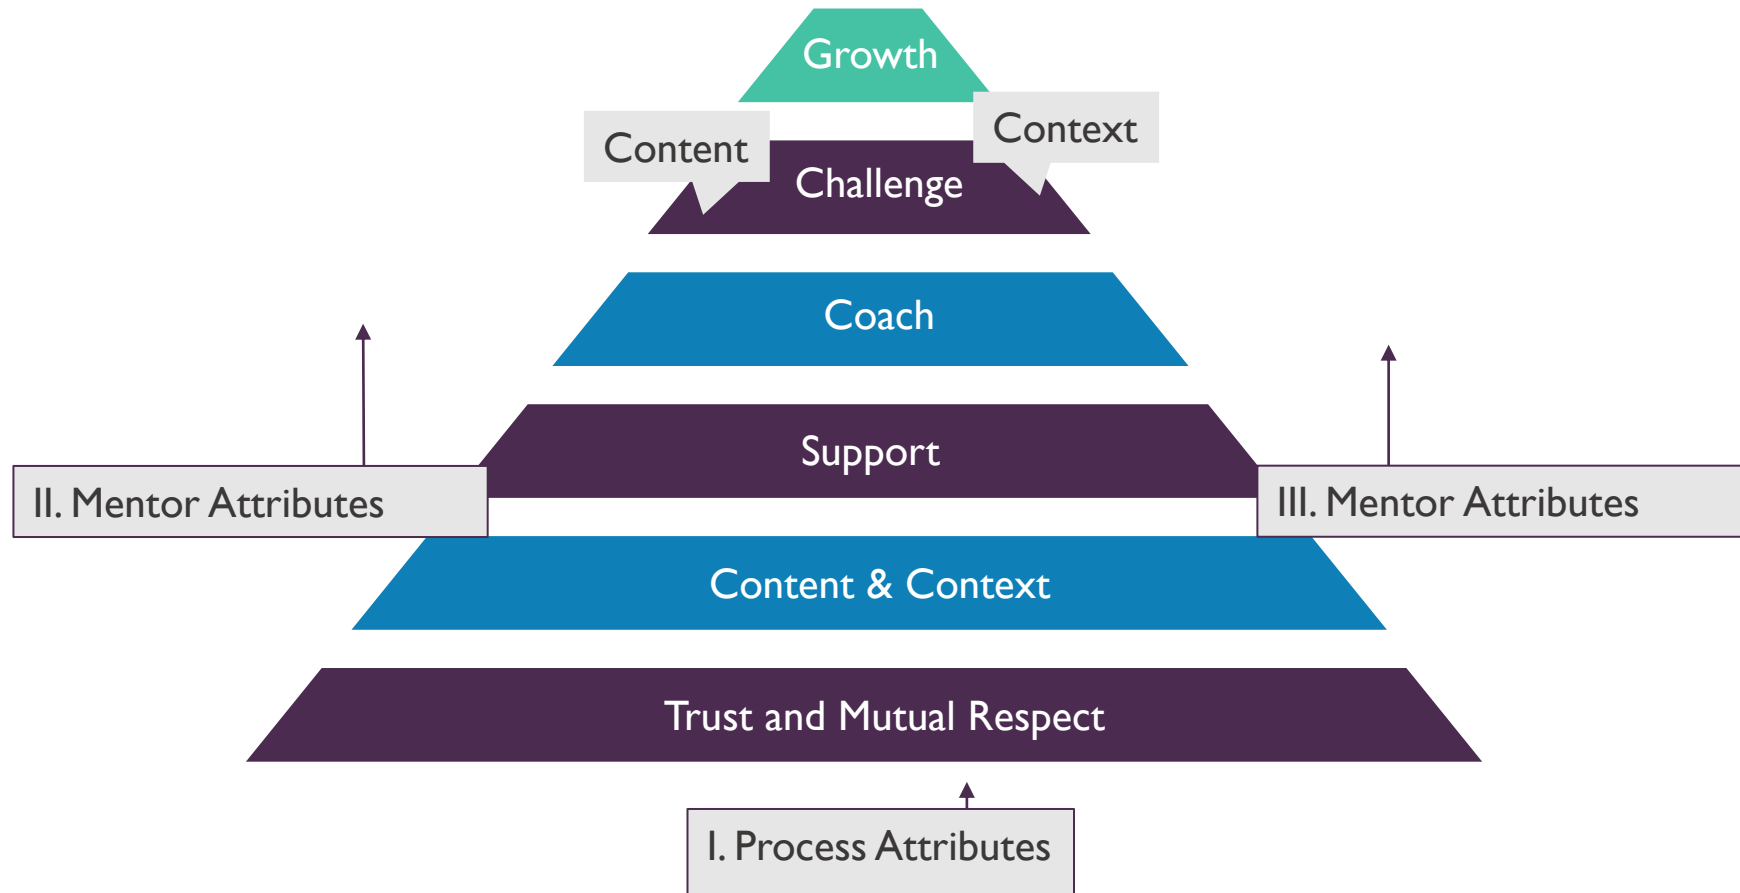 Growth
Content
Context
Challenge
Coach
Support
II. Mentor Attributes
III. Mentor Attributes
Content & Context
Trust and Mutual Respect
I. Process Attributes